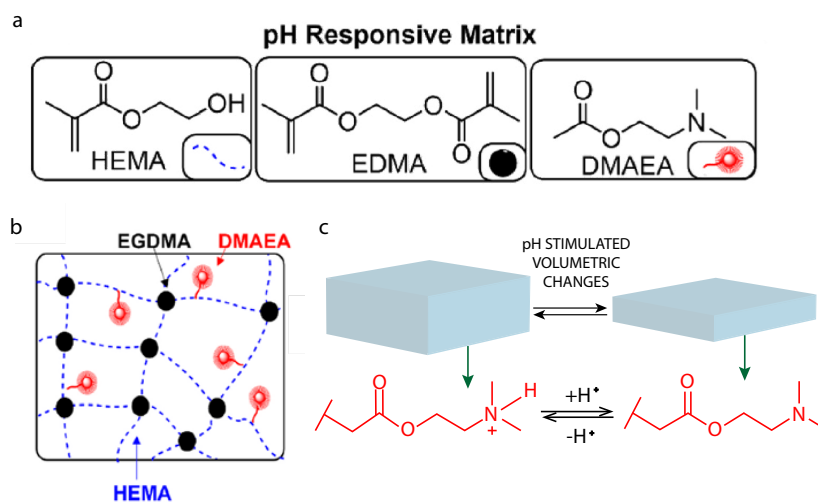 a
pH Responsive Matrix
O
O
OH
HEMA
O
O
O
O
EDMA
O
O
N
DMAEA
b
EGDMA
DMAEA
HEMA
c
pH STIMULATED
VOLUMETRIC
CHANGES
O
O
N
H
+
+H+
-H+
O
O
N